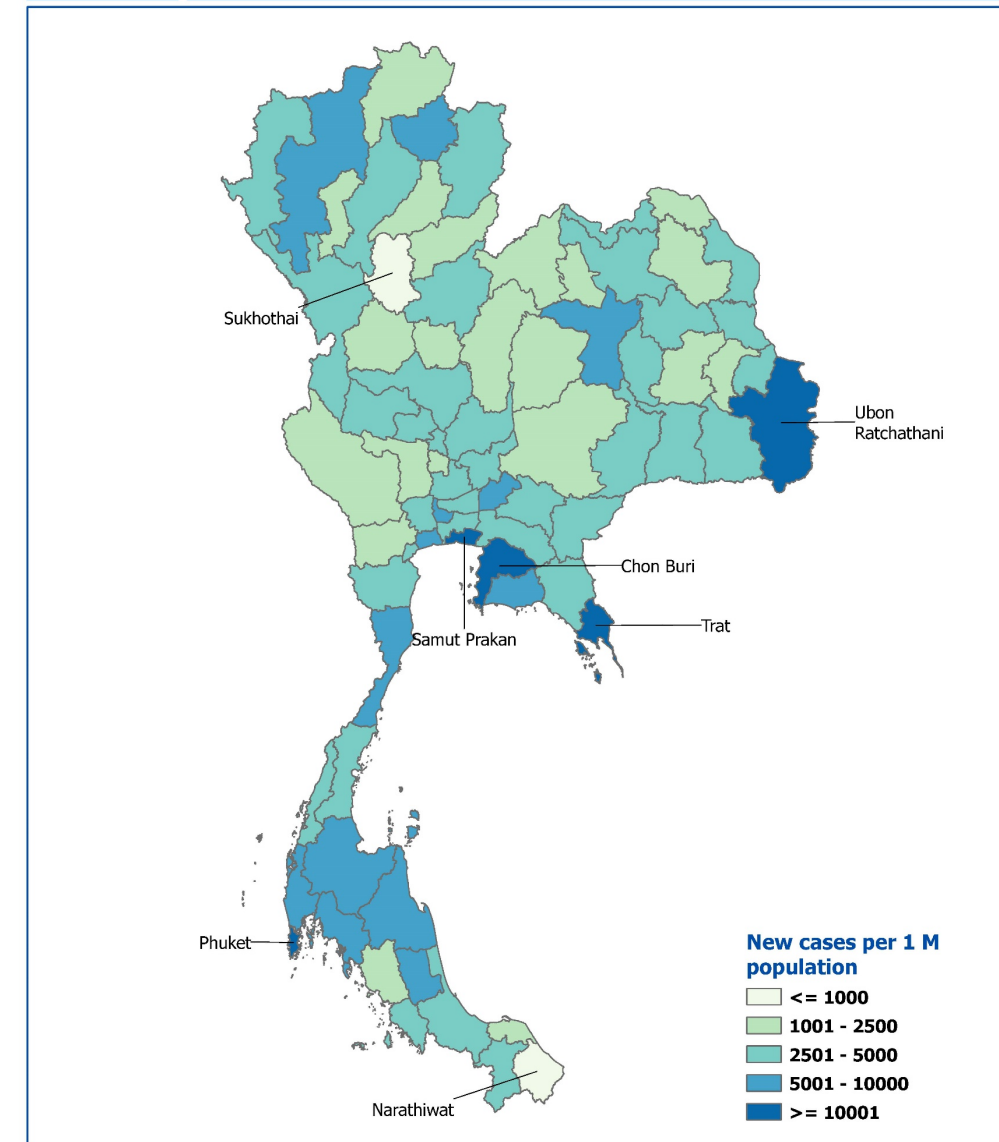 Sukhothai
Ubon
Ratchathani
Chon Buri
Trat
Samut Prakan
Phuket
Narathiwat
New cases per 1 M
population
<= 1000
1001 - 2500
2501 - 5000
5001 - 10000
>= 10001